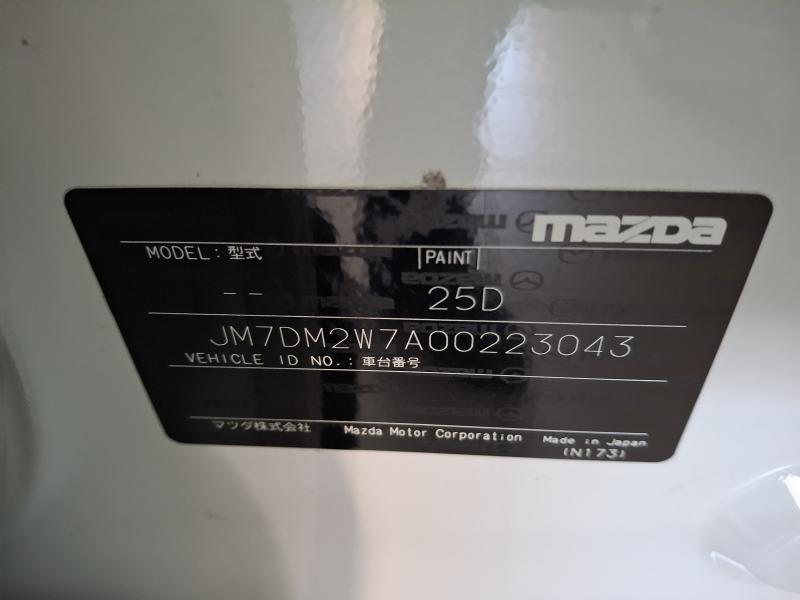 mazda
MODEL：型式 PAINT
-- 25D
JM7DM2W7A00223043
VEHICLE ID NO.：車台番号
マツダ株式会社 Mazda Motor Corporation Made in Japan
(N173)